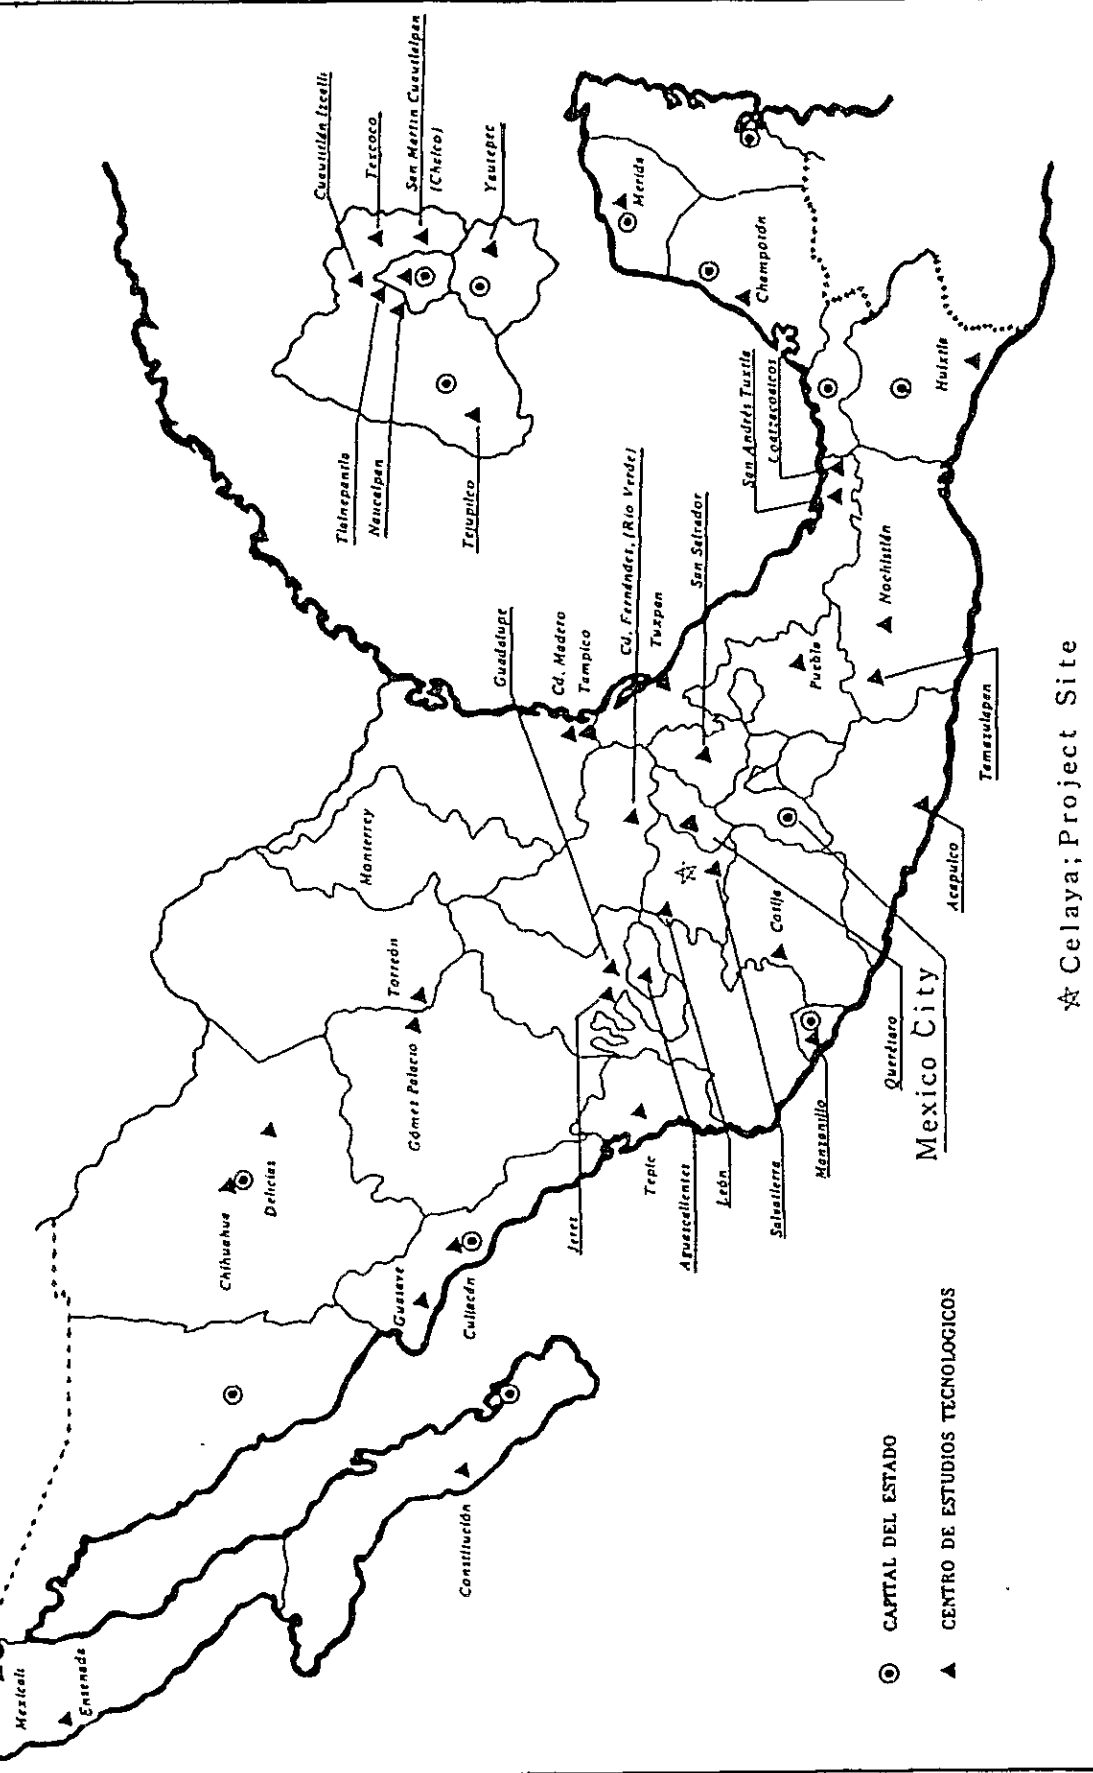 Mexicali
Ensenada
Constitución
Chihuahua
Delicias
Guasave
Culiacán
Gómez Palacio
Torreón
Monterrey
Jerez
Tepic
Aguascalientes
León
Salvatierra
Manzanillo
Querétaro
Mexico City
Cotija
Acapulco
Temazulapan
Guadalupe
Cd. Madero
Tampico
Cd. Fernández, (Río Verde)
Tuxpan
San Salvador
Puebla
Nochistlán
San Andrés Tuxtla
Coatzacoalcos
Huixtla
Champotón
Merida
Tlalnepantla
Naucalpan
Tejupilco
Cuautitlán Izcalli
Texcoco
San Martín Cuautlalpan
(Chalco)
Yautepec
CAPITAL DEL ESTADO
CENTRO DE ESTUDIOS TECNOLOGICOS
☆ Celaya; Project Site